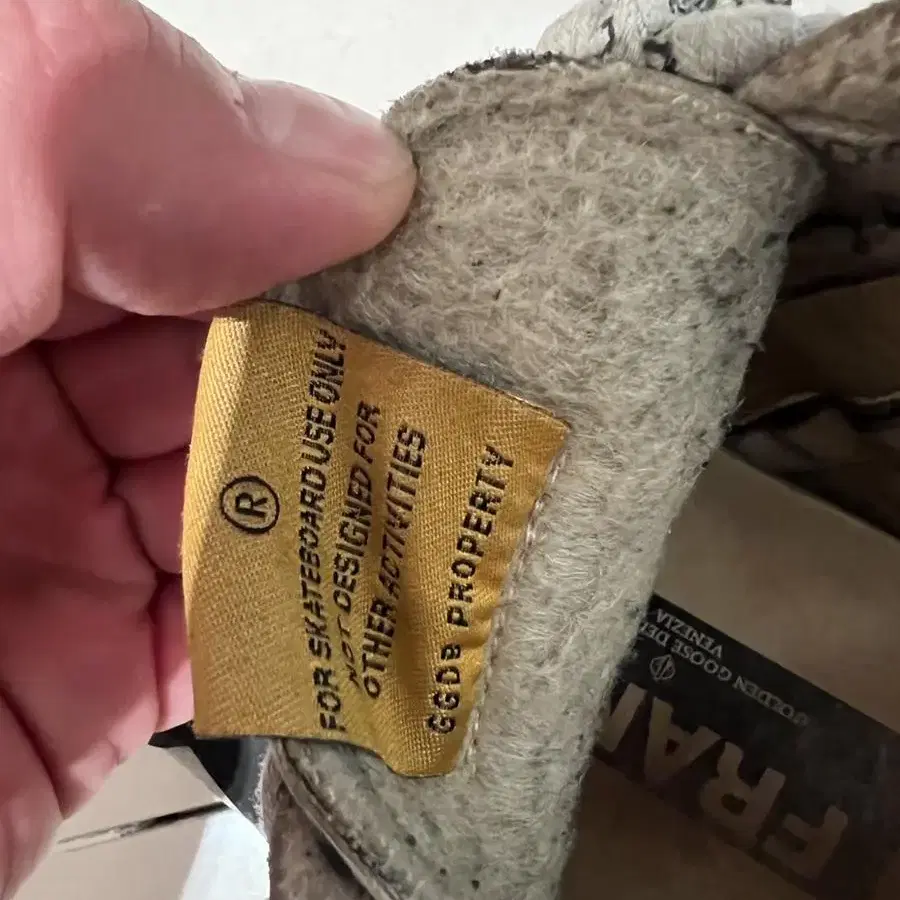 ®
FOR SKATEBOARD USE ONLY
NOT DESIGNED FOR
OTHER ACTIVITIES
GGDB PROPERTY
GOLDEN GOOSE
VENEZIA